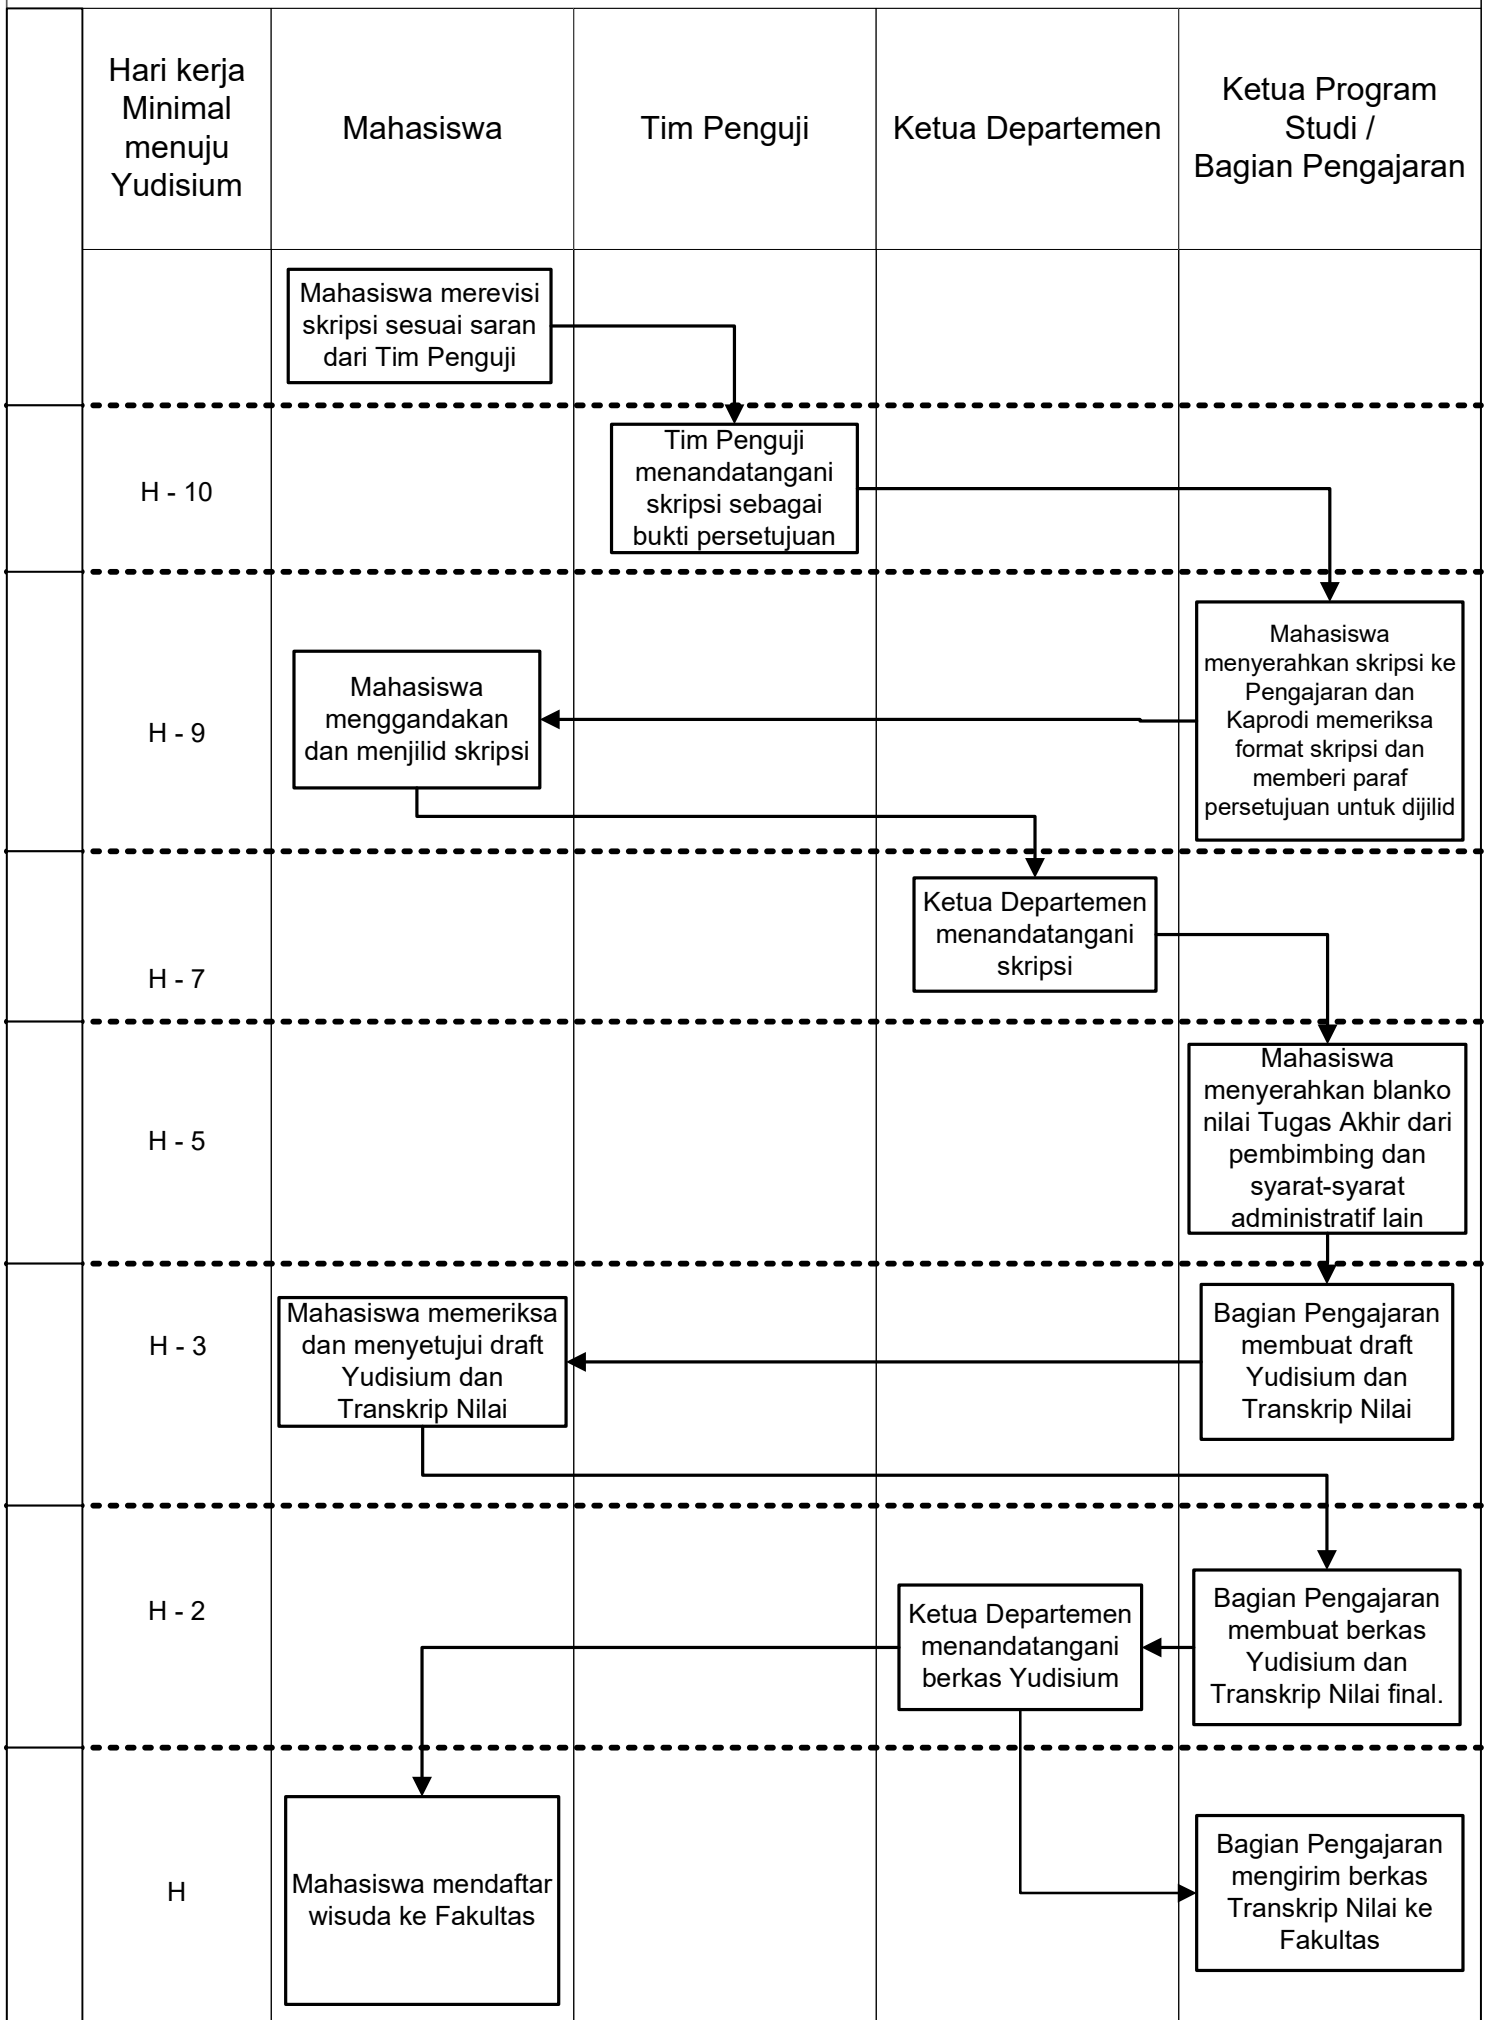 Hari kerja
Minimal
menuju
Yudisium
Mahasiswa
Tim Penguji
Ketua Departemen
Ketua Program
Studi /
Bagian Pengajaran
Mahasiswa merevisi
skripsi sesuai saran
dari Tim Penguji
H - 10
Tim Penguji
menandatangani
skripsi sebagai
bukti persetujuan
H - 9
Mahasiswa
menggandakan
dan menjilid skripsi
Mahasiswa
menyerahkan skripsi ke
Pengajaran dan
Kaprodi memeriksa
format skripsi dan
memberi paraf
persetujuan untuk dijilid
H - 7
Ketua Departemen
menandatangani
skripsi
H - 5
Mahasiswa
menyerahkan blanko
nilai Tugas Akhir dari
pembimbing dan
syarat-syarat
administratif lain
H - 3
Mahasiswa memeriksa
dan menyetujui draft
Yudisium dan
Transkrip Nilai
Bagian Pengajaran
membuat draft
Yudisium dan
Transkrip Nilai
H - 2
Ketua Departemen
menandatangani
berkas Yudisium
Bagian Pengajaran
membuat berkas
Yudisium dan
Transkrip Nilai final.
H
Mahasiswa mendaftar
wisuda ke Fakultas
Bagian Pengajaran
mengirim berkas
Transkrip Nilai ke
Fakultas